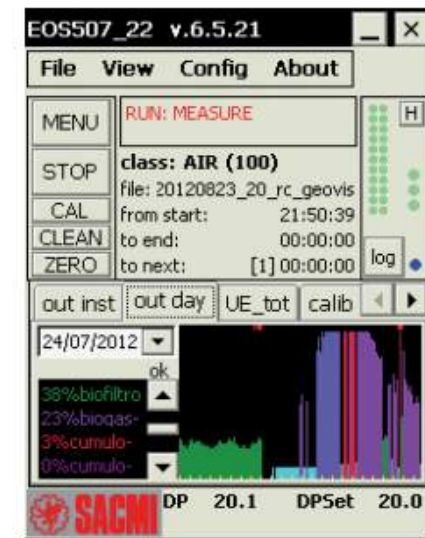 EOS507_22 v.6.5.21
File View Config About
MENU
RUN: MEASURE
H
STOP
class: AIR (100)
file: 20120823_20_rc_geovis
CAL
from start: 21:50:39
CLEAN
to end: 00:00:00
ZERO
to next: [1] 00:00:00
log
out inst out day UE_tot calib
24/07/2012
ok
38%biofiltro
23%biogas-
3%cumulo-
0%cumulo-
SACMI DP 20.1 DPSet 20.0